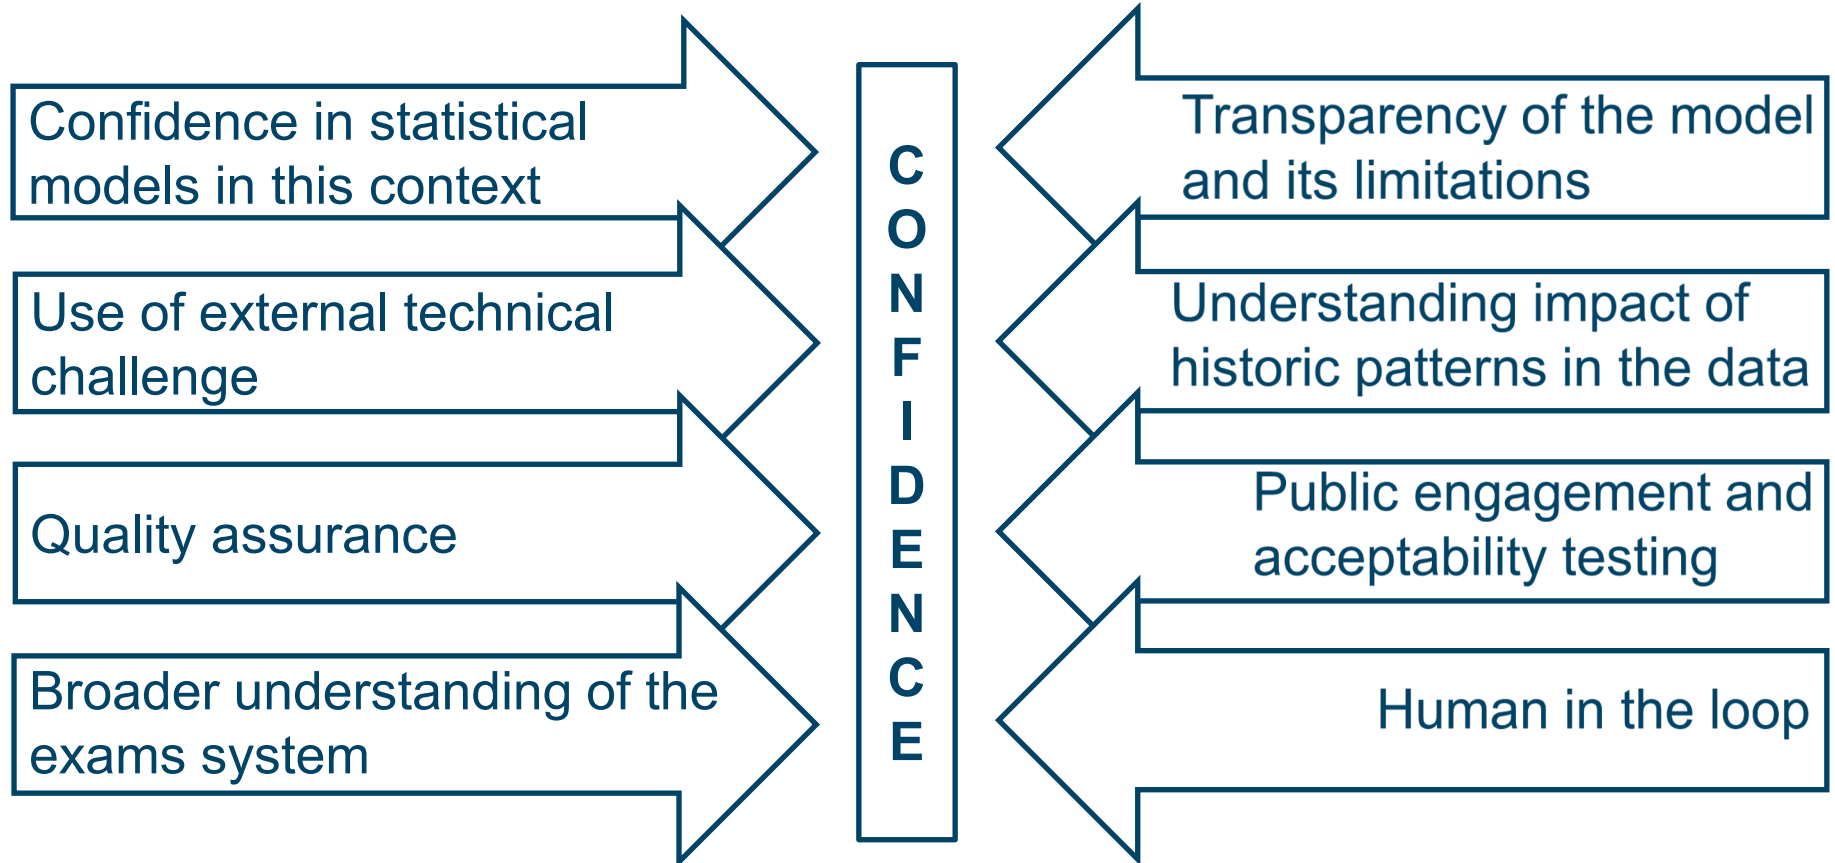 Confidence in statistical
models in this context
Use of external technical
challenge
Quality assurance
Broader understanding of the
exams system
CONFIDENCE
Transparency of the model
and its limitations
Understanding impact of
historic patterns in the data
Public engagement and
acceptability testing
Human in the loop